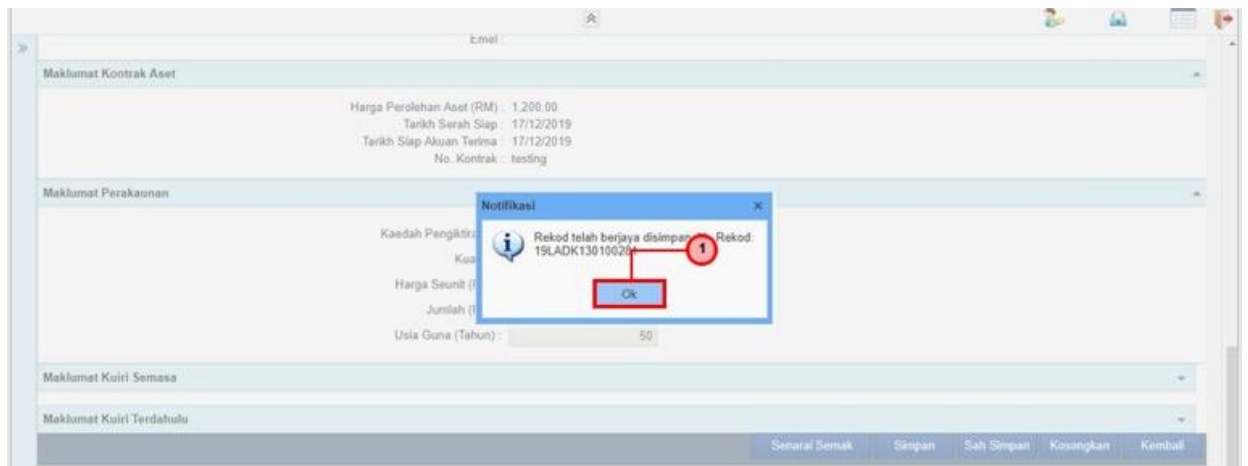 Emel :
Maklumat Kontrak Aset
Harga Perolehan Aset (RM) : 1,200.00
Tarikh Serah Siap : 17/12/2019
Tarikh Siap Akuan Terima : 17/12/2019
No. Kontrak : testing
Maklumat Perakaunan
Notifikasi
Kaedah Pengiktira
Rekod telah berjaya disimpan. Rekod:
19LADK130100281
1
Kua
Harga Seunit (
Ok
Jumlah (
Usia Guna (Tahun) : 50
Maklumat Kuiri Semasa
Maklumat Kuiri Terdahulu
Senarai Semak Simpan Sah Simpan Kosongkan Kembali